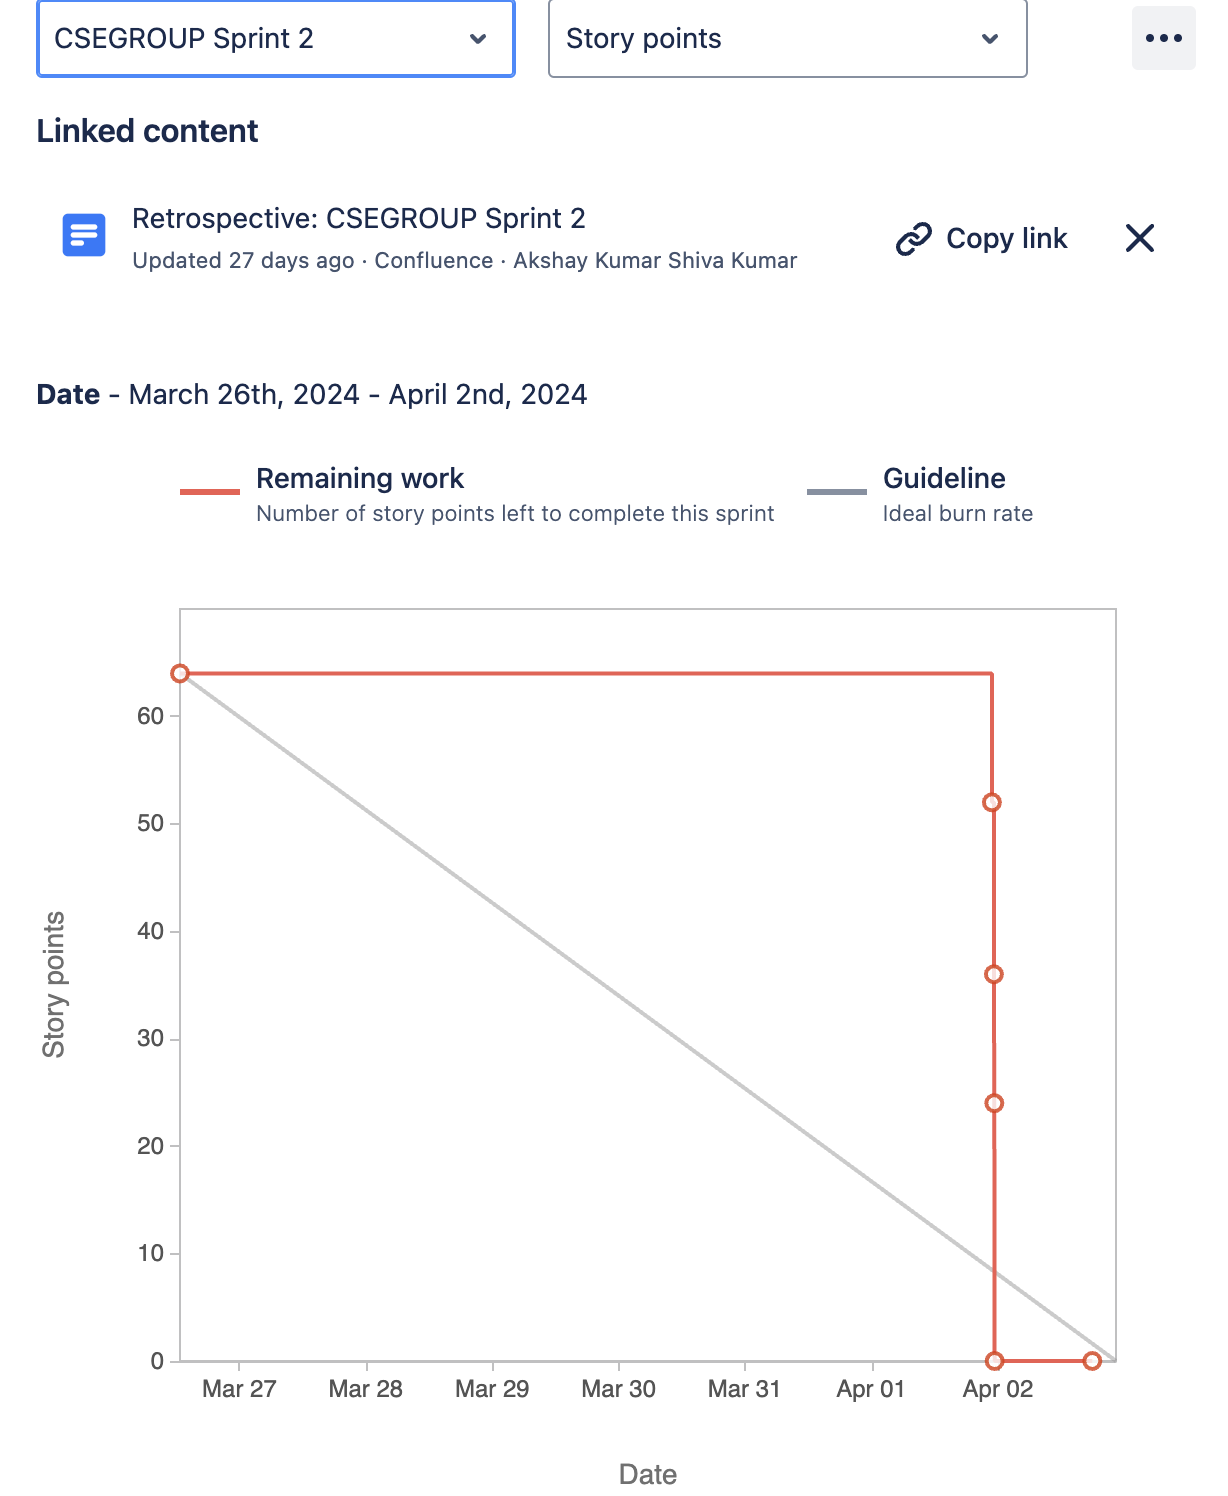 CSEGROUP Sprint 2
Story points
Linked content
Retrospective: CSEGROUP Sprint 2
Updated 27 days ago · Confluence · Akshay Kumar Shiva Kumar
Copy link
Date - March 26th, 2024 - April 2nd, 2024
Remaining work
Number of story points left to complete this sprint
Guideline
Ideal burn rate
Story points
60
50
40
30
20
10
0
Mar 27 Mar 28 Mar 29 Mar 30 Mar 31 Apr 01 Apr 02
Date